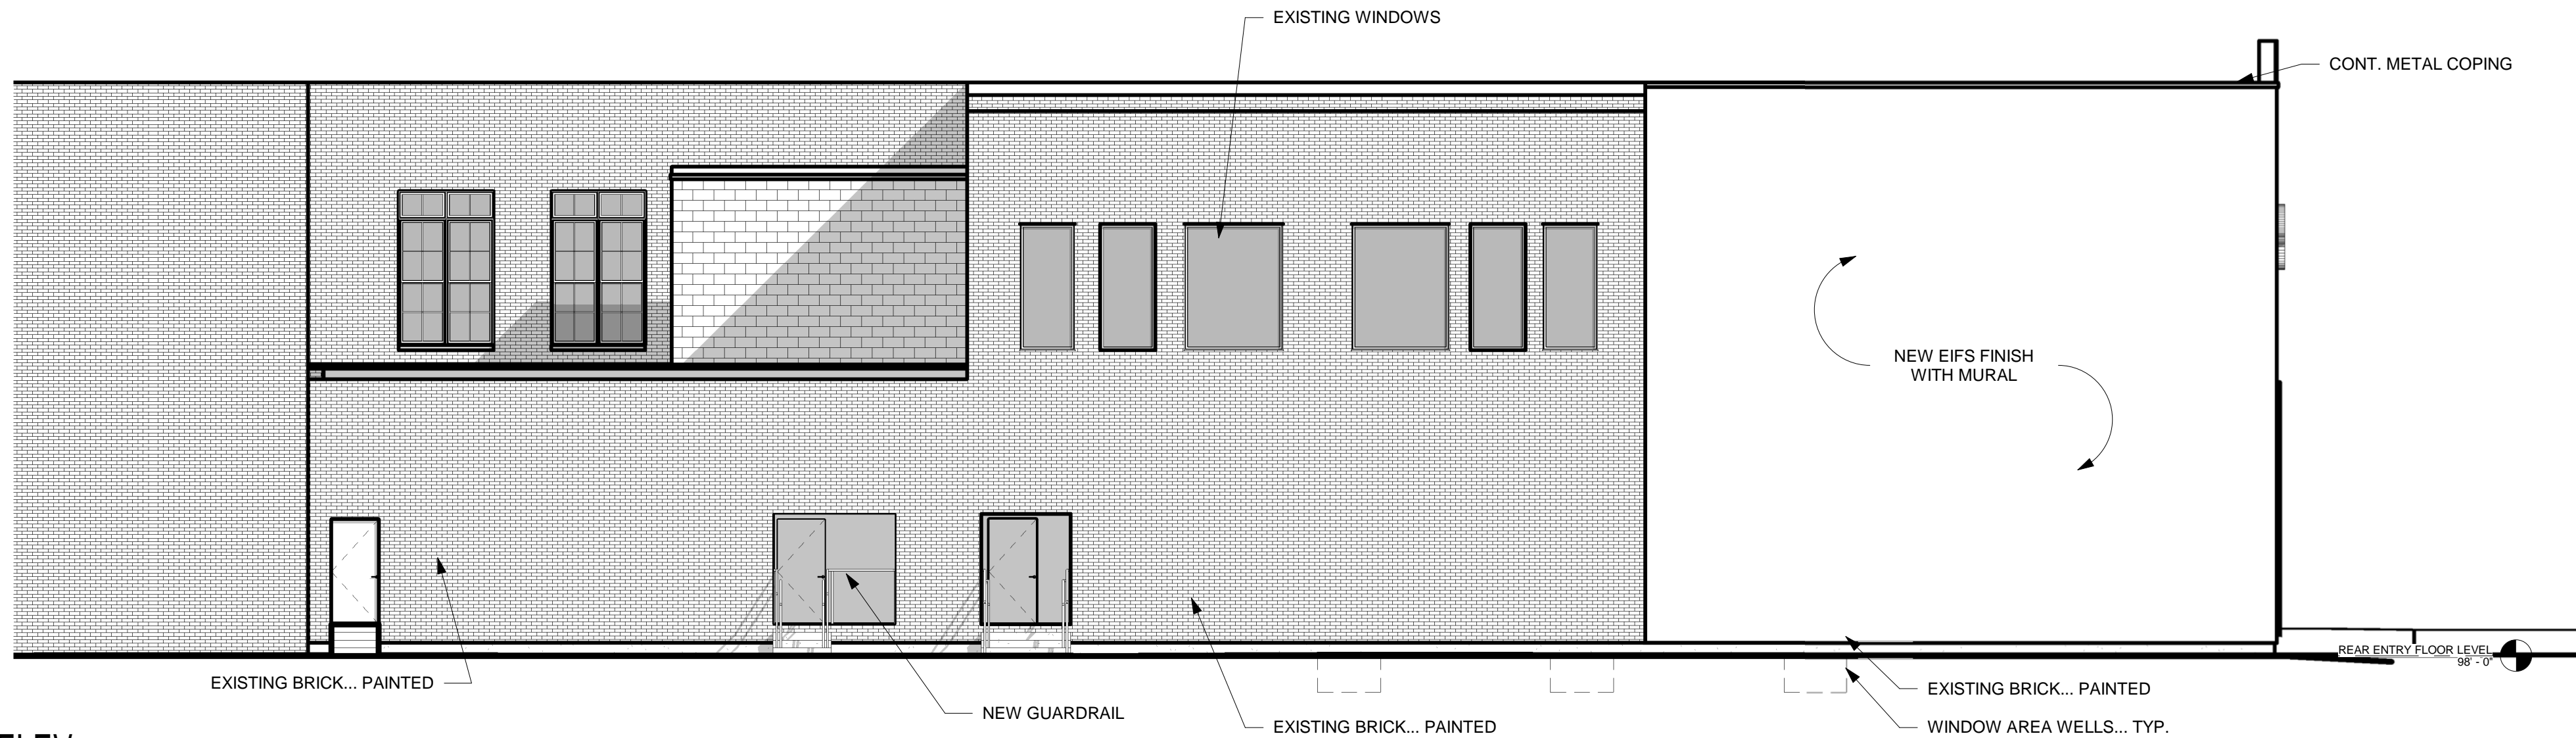 EXISTING WINDOWS
CONT. METAL COPING
NEW EIFS FINISH
WITH MURAL
REAR ENTRY FLOOR LEVEL
98' - 0"
EXISTING BRICK... PAINTED
EXISTING BRICK... PAINTED
NEW GUARDRAIL
EXISTING BRICK... PAINTED
WINDOW AREA WELLS... TYP.